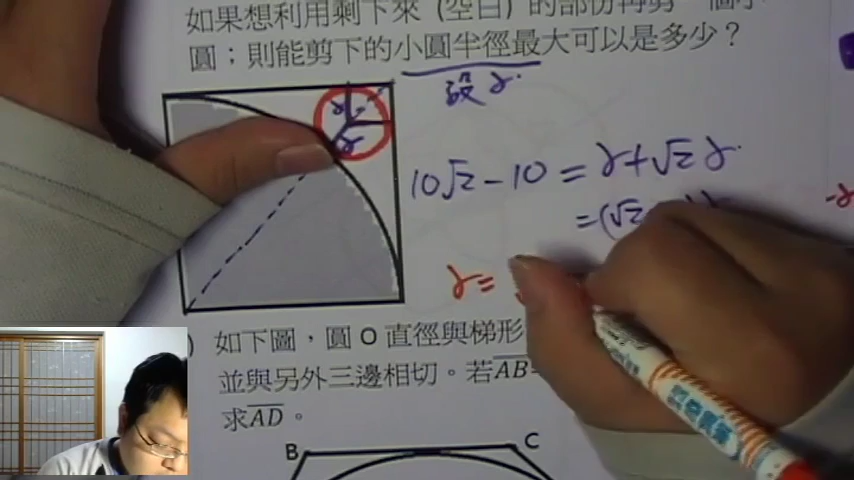 如果想利用剩下來 (空白) 的部份再剪一個小
圓；則能剪下的小圓半徑最大可以是多少？
設 r
r
r
10√2 - 10 = r + √2 r
= (√2
r =
如下圖，圓 O 直徑與梯形
並與另外三邊相切。若AB=
求AD。
B
C